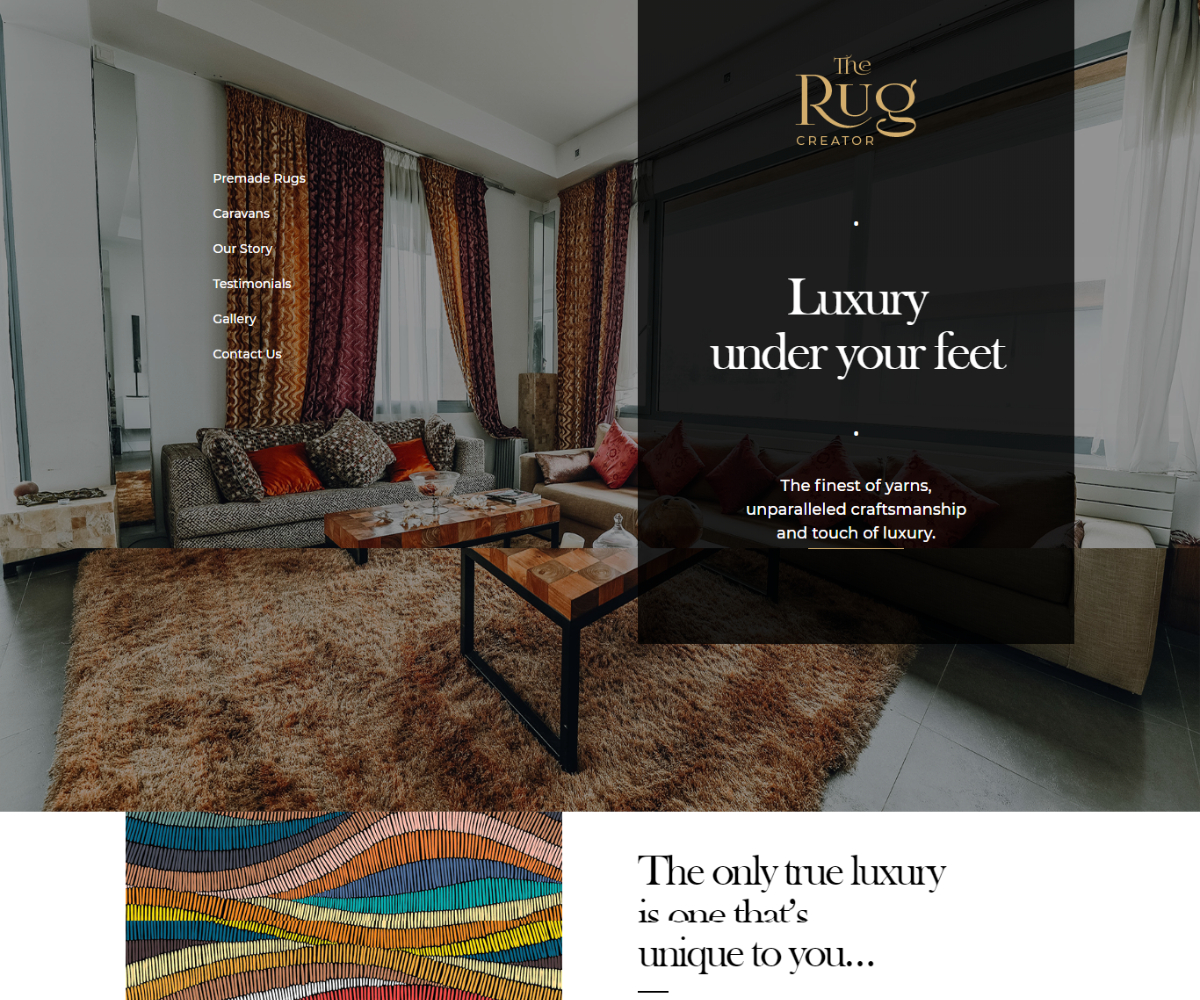 The
Rug
CREATOR
Premade Rugs
Caravans
Our Story
Testimonials
Gallery
Contact Us
Luxury
under your feet
The finest of yarns,
unparalleled craftsmanship
and touch of luxury.
The only true luxury
is one that's
unique to you...